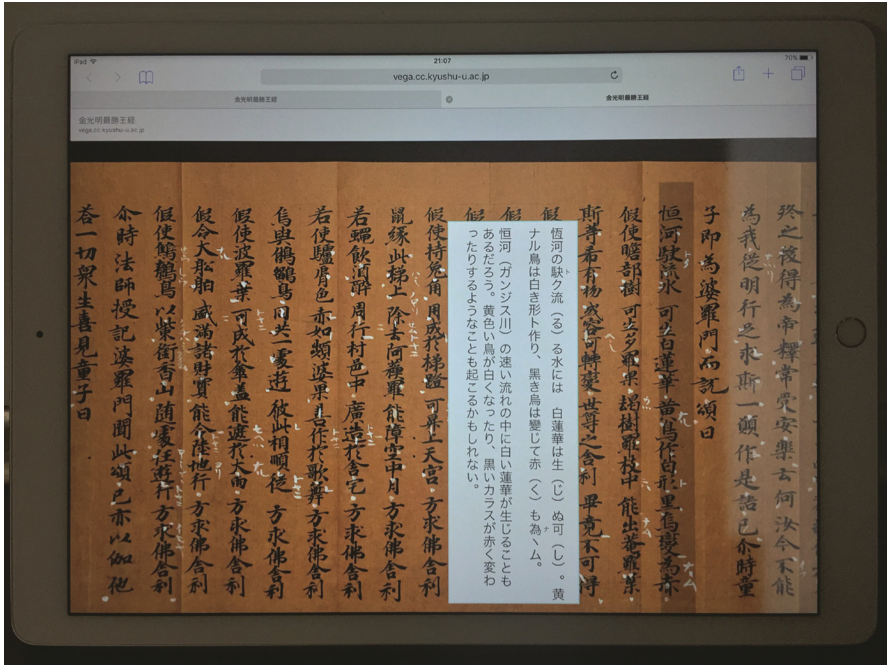 iPad
21:07
70%
vega.cc.kyushu-u.ac.jp
金光明最勝王経
金光明最勝王経
金光明最勝王経
vega.cc.kyushu-u.ac.jp
終之後得為帝釋常受安樂云何汝今不能
為我從明行之求斯一願作是語已尒時童
子即為婆羅門而説頌曰
恒河駛流水 可生白蓮華 黄鳥作白形 黒烏變為赤
假使瞻部樹 可生多羅果 朅樹羅枝中 能出菴羅葉
斯等希有物 或容可轉變 世尊之舍利 畢竟不可得
假
假
假
恆河の駛ク流（る）る水には　白蓮華は生（じ）ぬ可（し）。黄
ナル鳥は白き形ト作り、黒き烏は變じて赤（く）も為ヽム。
恒河（ガンジス川）の速い流れの中に白い蓮華が生じることも
あるだろう。黄色い鳥が白くなったり、黒いカラスが赤く変わ
ったりするようなことも起こるかもしれない。
假使持兔角 用成於梯蹬 可昇上天宮 方求佛舍利
鼠縁此梯上 除去阿蘓羅 能障空中月 方求佛舍利
若蠅飲酒醉 周行村邑中 廣造於舍宅 方求佛舍利
若使驢脣色 赤如頻婆果 善作於歌舞 方求佛舍利
烏與鵂鶹鳥 同共一處遊 彼此相順從 方求佛舍利
假使波羅葉 可成於傘蓋 能遮於大雨 方求佛舍利
假令大舩舶 盛滿諸財寶 能令陸地行 方求佛舍利
假使鷦鷯鳥 以觜銜香山 隨處任遊行 方求佛舍利
尒時法師授記婆羅門聞此頌已亦以伽他
荅一切衆生喜見童子曰